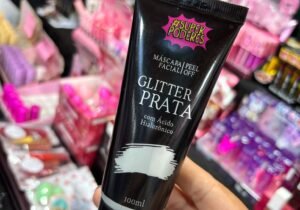 #SUPER
PODERES
MÁSCARA PEEL
FACIAL OFF
GLITTER
PRATA
com Ácido
Hialurônico
100ml